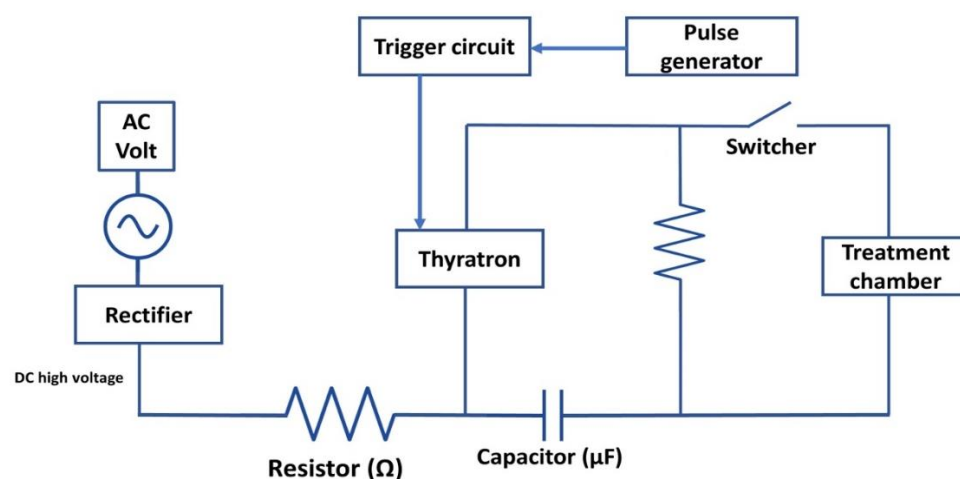 Trigger circuit
Pulse
generator
AC
Volt
Switcher
Thyratron
Treatment
chamber
Rectifier
DC high voltage
Resistor (Ω)
Capacitor (μF)